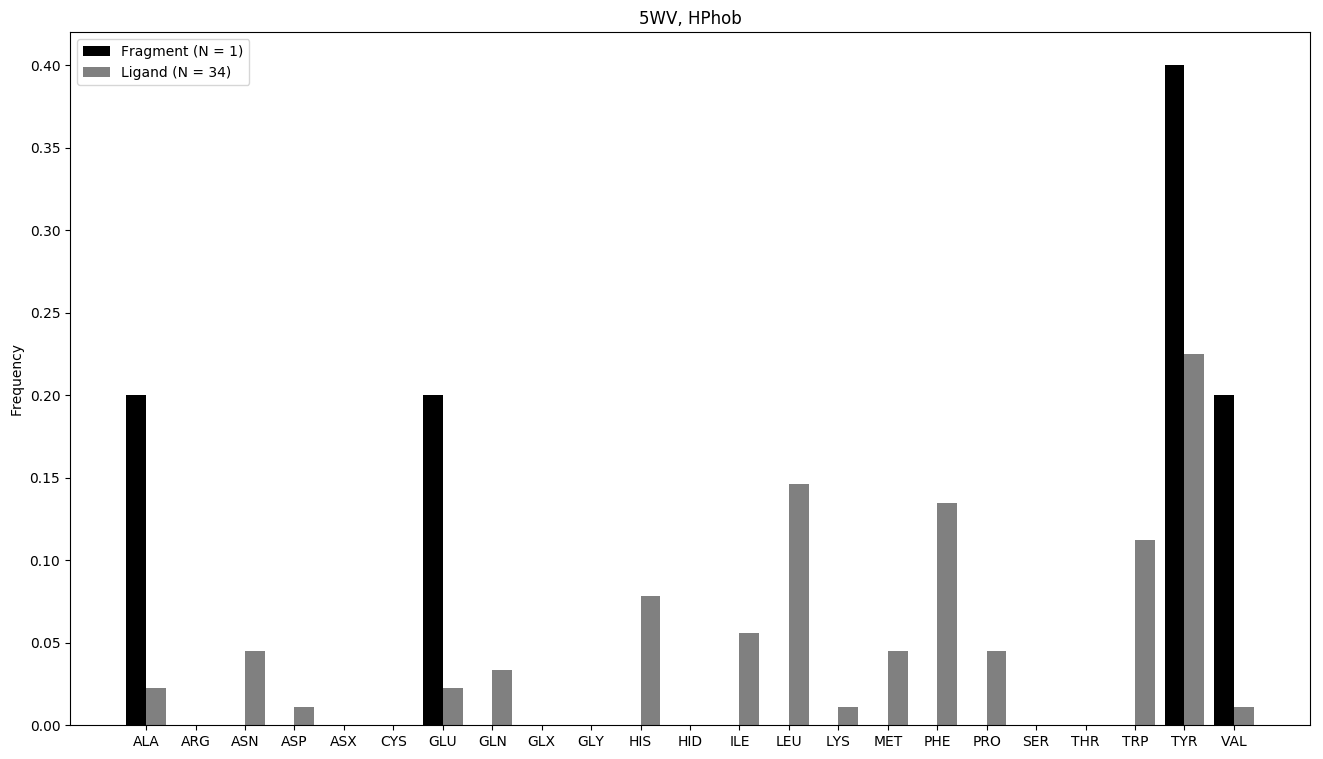 5WV, HPhob
Fragment (N = 1)
Ligand (N = 34)
Frequency
0.40
0.35
0.30
0.25
0.20
0.15
0.10
0.05
0.00
ALA ARG ASN ASP ASX CYS GLU GLN GLX GLY HIS HID ILE LEU LYS MET PHE PRO SER THR TRP TYR VAL